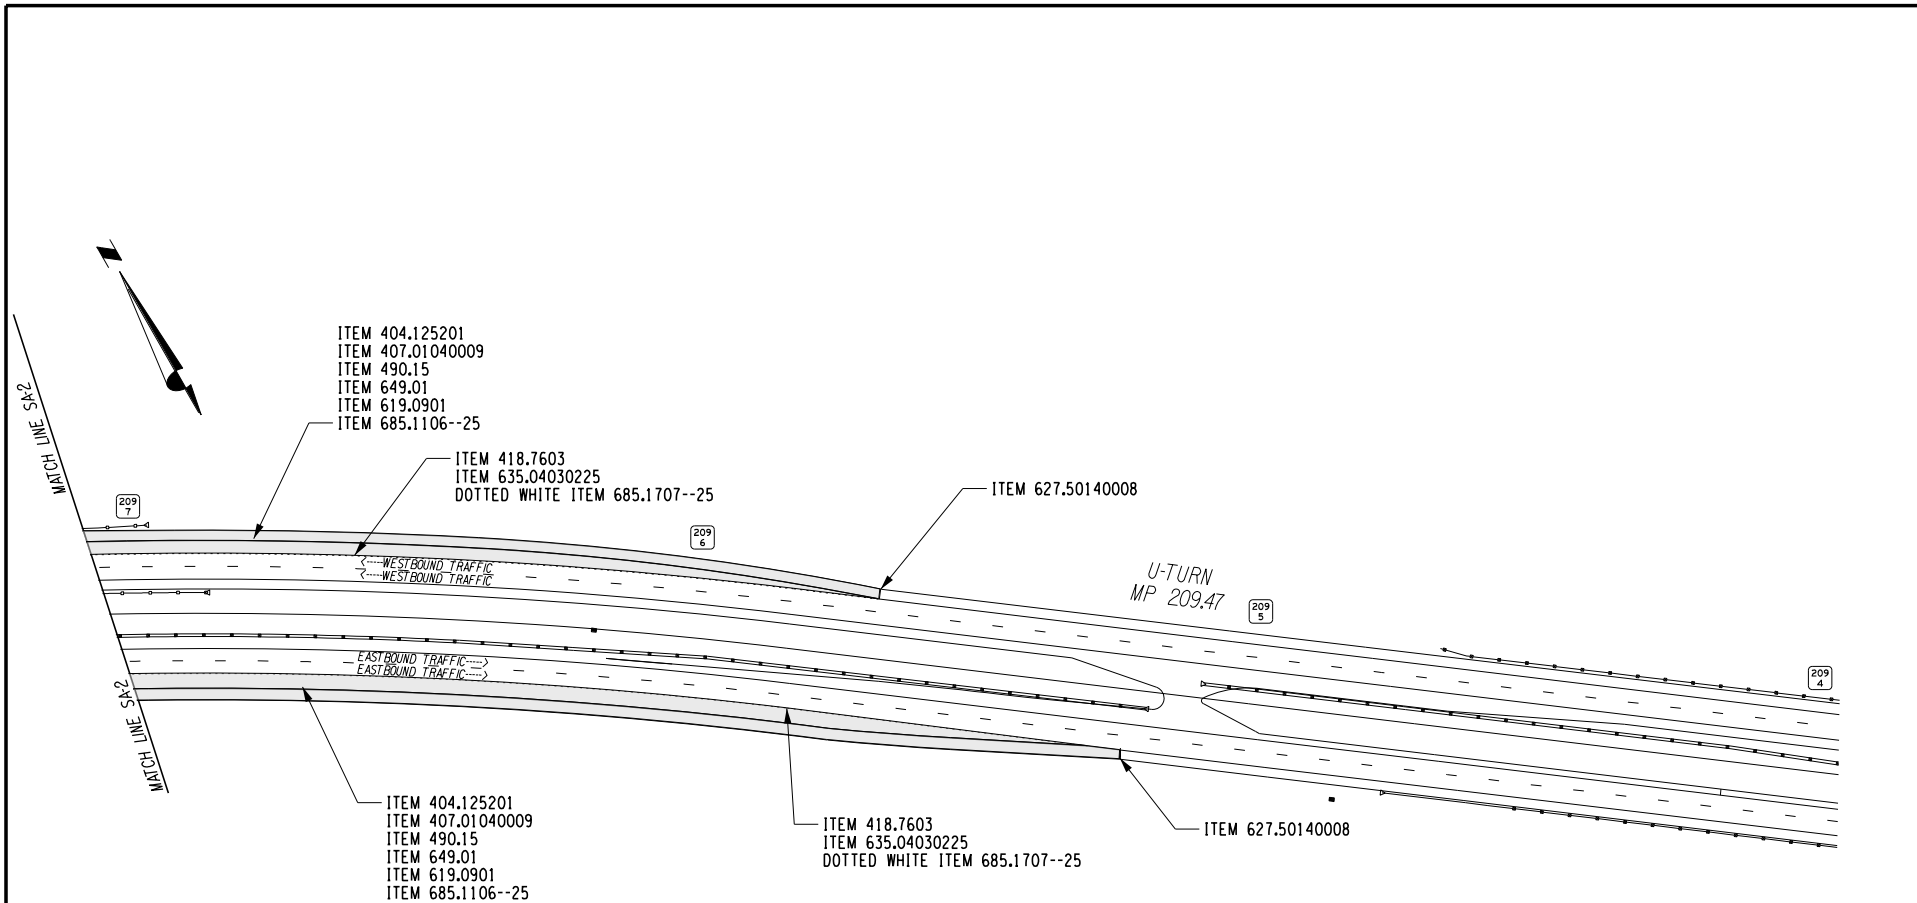 N
ITEM 404.125201
ITEM 407.01040009
ITEM 490.15
ITEM 649.01
ITEM 619.0901
ITEM 685.1106--25
MATCH LINE SA-2
ITEM 418.7603
ITEM 635.04030225
DOTTED WHITE ITEM 685.1707--25
ITEM 627.50140008
209
7
209
6
<----WESTBOUND TRAFFIC
<----WESTBOUND TRAFFIC
U-TURN
MP 209.47
209
5
EASTBOUND TRAFFIC---->
EASTBOUND TRAFFIC---->
209
4
MATCH LINE SA-2
ITEM 404.125201
ITEM 407.01040009
ITEM 490.15
ITEM 649.01
ITEM 619.0901
ITEM 685.1106--25
ITEM 418.7603
ITEM 635.04030225
DOTTED WHITE ITEM 685.1707--25
ITEM 627.50140008